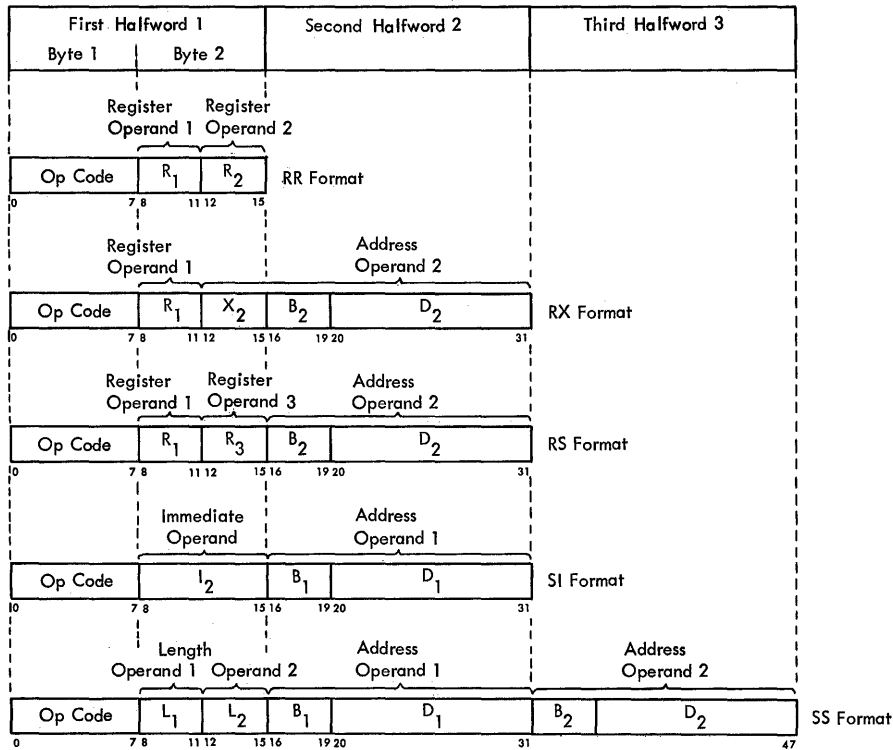 First Halfword 1 Second Halfword 2 Third Halfword 3
Byte 1 Byte 2
Register Register
Operand 1 Operand 2
Op Code R1 R2 RR Format
0 7 8 11 12 15
Register Address
Operand 1 Operand 2
Op Code R1 X2 B2 D2 RX Format
0 7 8 11 12 15 16 19 20 31
Register Register Address
Operand 1 Operand 3 Operand 2
Op Code R1 R3 B2 D2 RS Format
0 7 8 11 12 15 16 19 20 31
Immediate Address
Operand Operand 1
Op Code I2 B1 D1 SI Format
0 7 8 15 16 19 20 31
Length Address Address
Operand 1 Operand 2 Operand 1 Operand 2
Op Code L1 L2 B1 D1 B2 D2 SS Format
0 7 8 11 12 15 16 19 20 31 47